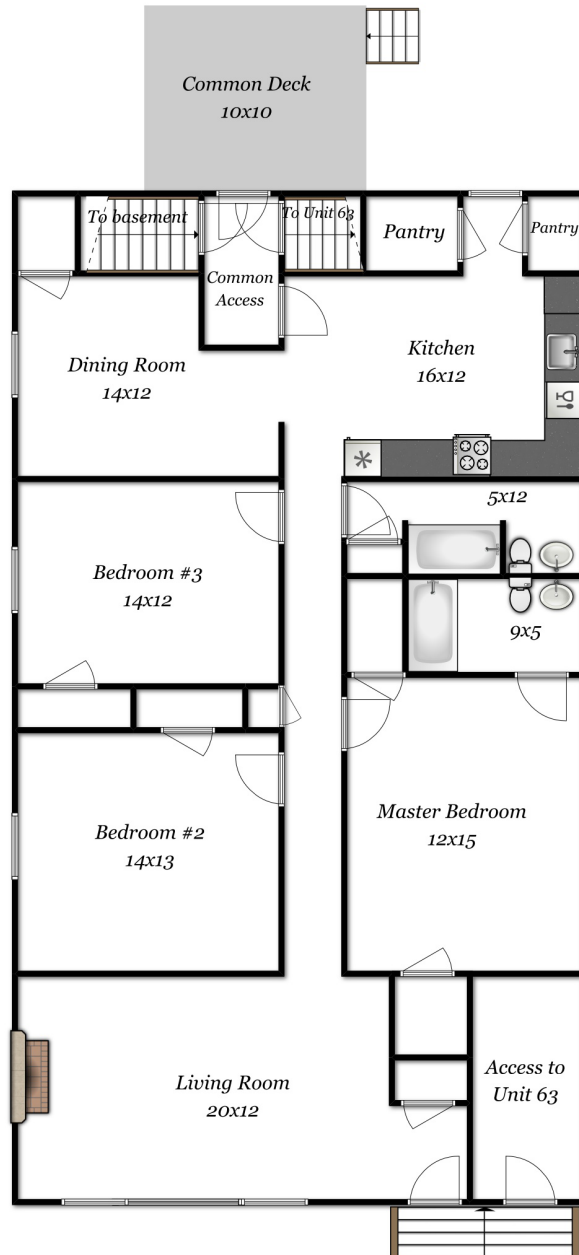 Common Deck
10x10
To basement
To Unit 63
Pantry
Pantry
Common
Access
Dining Room
14x12
Kitchen
16x12
5x12
Bedroom #3
14x12
9x5
Master Bedroom
12x15
Bedroom #2
14x13
Living Room
20x12
Access to
Unit 63